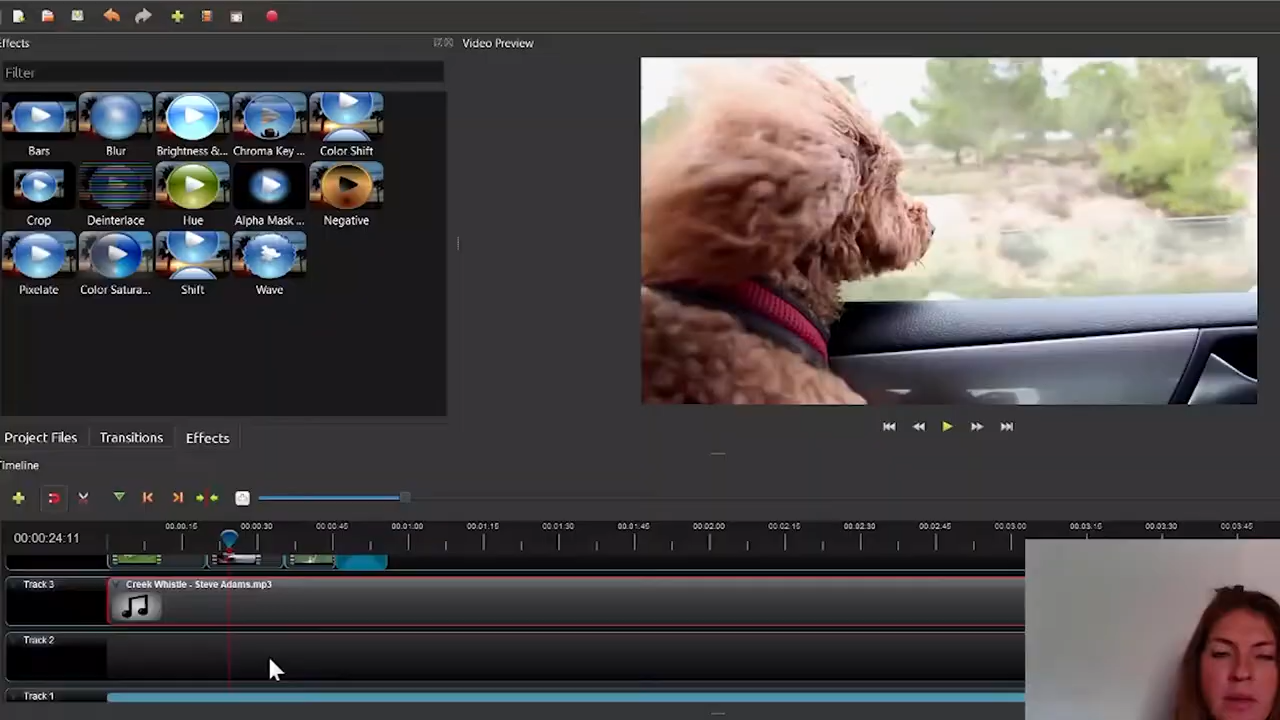 Effects
Video Preview
Filter
Bars
Blur
Brightness &...
Chroma Key ...
Color Shift
Crop
Deinterlace
Hue
Alpha Mask ...
Negative
Pixelate
Color Satura...
Shift
Wave
Project Files
Transitions
Effects
Timeline
00:00:24:11
00:00:15
00:00:30
00:00:45
00:01:00
00:01:15
00:01:30
00:01:45
00:02:00
00:02:15
00:02:30
00:02:45
00:03:00
00:03:15
00:03:30
00:03:45
Track 3
Creek Whistle - Steve Adams.mp3
Track 2
Track 1